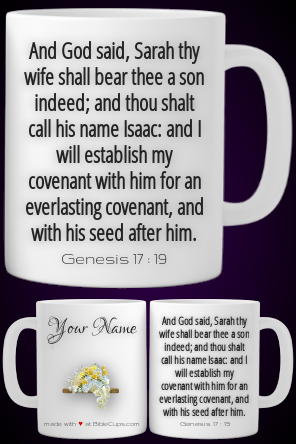 And God said, Sarah thy
wife shall bear thee a son
indeed; and thou shalt
call his name Isaac: and I
will establish my
covenant with him for an
everlasting covenant, and
with his seed after him.
Genesis 17:19
Your Name
made with ♥ at BibleCups.com
And God said, Sarah thy
wife shall bear thee a son
indeed; and thou shalt
call his name Isaac: and I
will establish my
covenant with him for an
everlasting covenant, and
with his seed after him.
Genesis 17:19